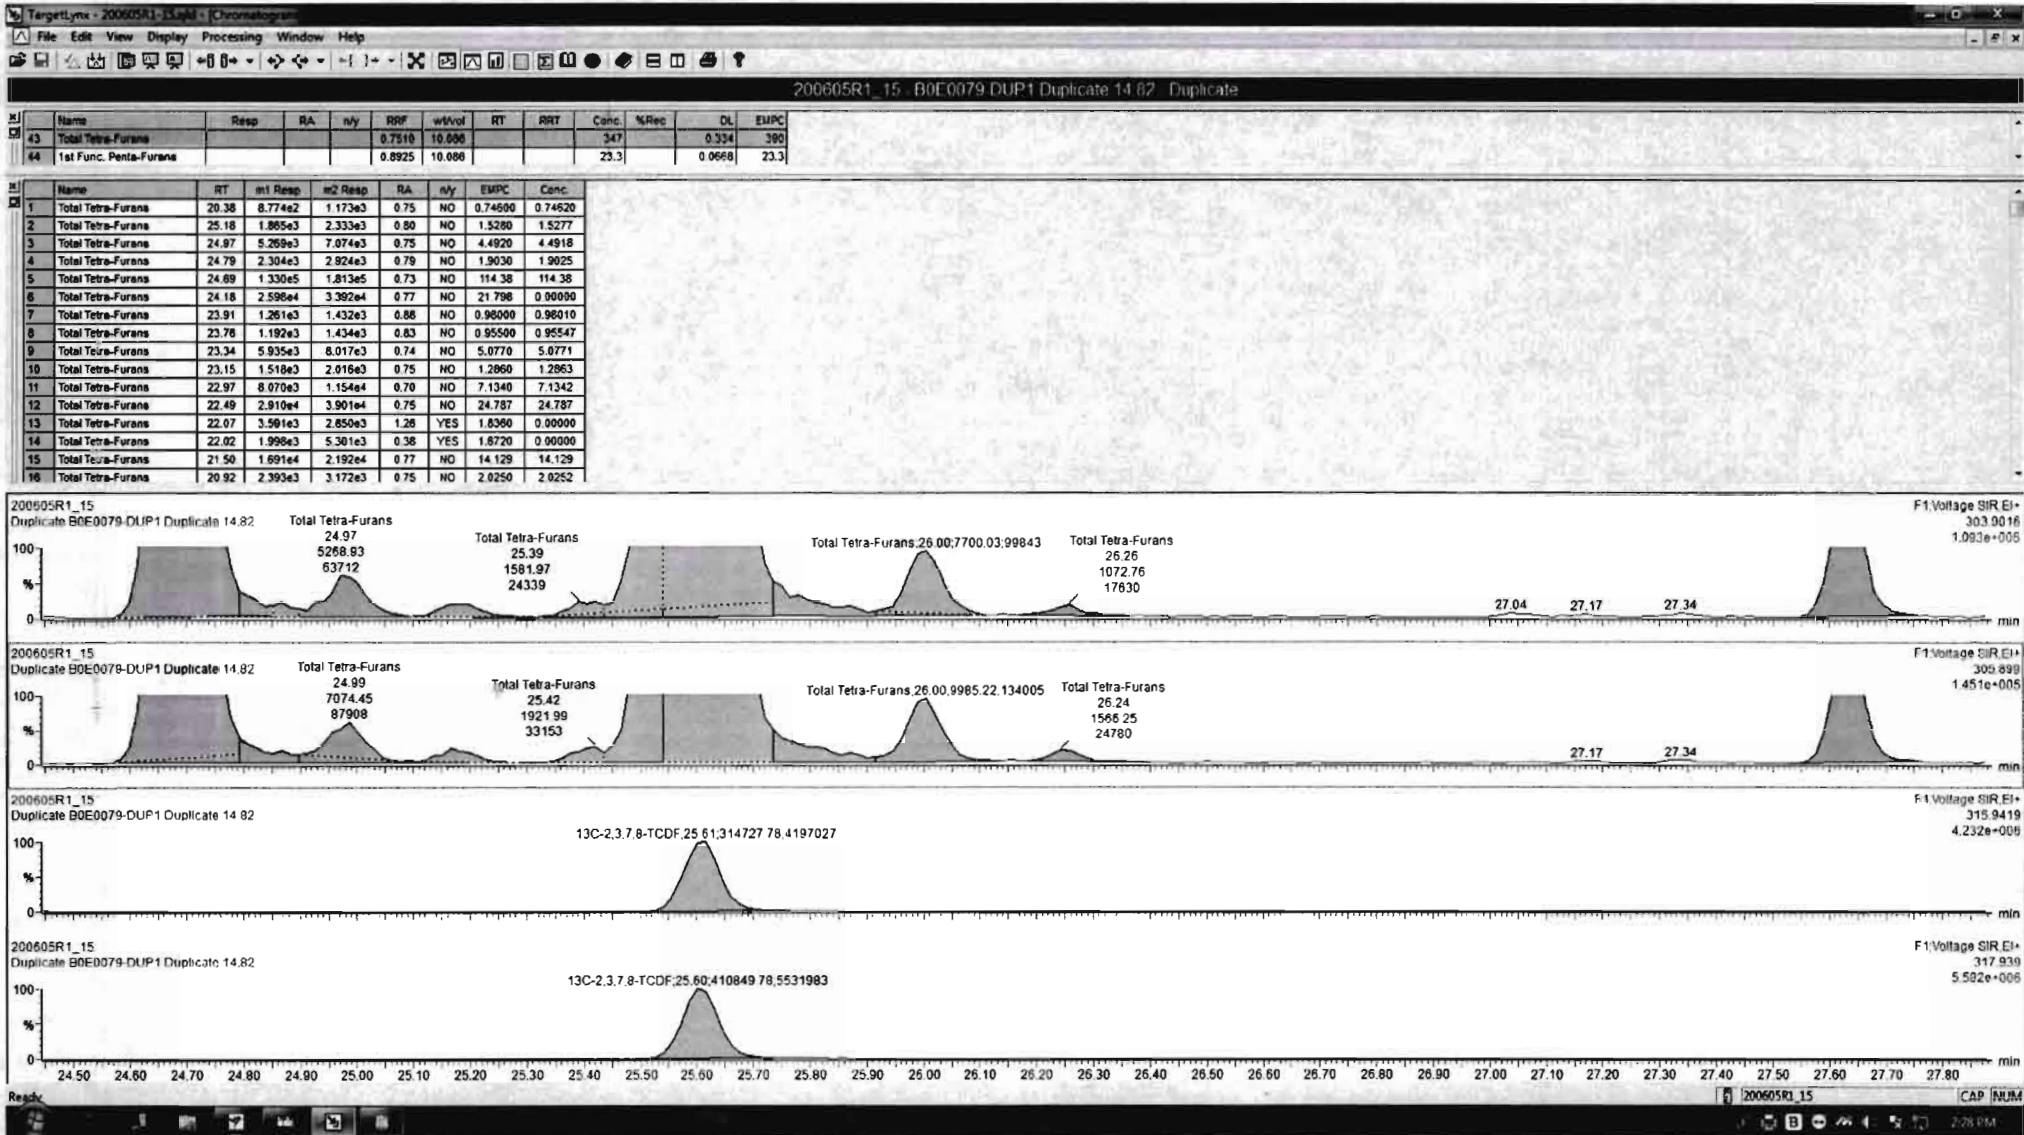 TargetLynx - 200605R1-15.qld - [Chromatogram
File Edit View Display Processing Window Help
200605R1_15 - B0E0079-DUP1 Duplicate 14.82 Duplicate
Name Resp RA n/y RRF wt/vol RT RRT Conc. %Rec DL EMPC
43 Total Tetra-Furans 0.7510 10.086 347 0.334 390
44 1st Func. Penta-Furans 0.8925 10.086 23.3 0.0668 23.3
Name RT m1 Resp m2 Resp RA n/y EMPC Conc.
1 Total Tetra-Furans 20.38 8.774e2 1.173e3 0.75 NO 0.74600 0.74620
2 Total Tetra-Furans 25.18 1.865e3 2.333e3 0.80 NO 1.5280 1.5277
3 Total Tetra-Furans 24.97 5.269e3 7.074e3 0.75 NO 4.4920 4.4918
4 Total Tetra-Furans 24.79 2.304e3 2.924e3 0.79 NO 1.9030 1.9025
5 Total Tetra-Furans 24.69 1.330e5 1.813e5 0.73 NO 114.38 114.38
6 Total Tetra-Furans 24.18 2.598e4 3.392e4 0.77 NO 21.798 0.00000
7 Total Tetra-Furans 23.91 1.261e3 1.432e3 0.88 NO 0.98000 0.98010
8 Total Tetra-Furans 23.76 1.192e3 1.434e3 0.83 NO 0.95500 0.95547
9 Total Tetra-Furans 23.34 5.935e3 8.017e3 0.74 NO 5.0770 5.0771
10 Total Tetra-Furans 23.15 1.518e3 2.016e3 0.75 NO 1.2860 1.2863
11 Total Tetra-Furans 22.97 8.070e3 1.154e4 0.70 NO 7.1340 7.1342
12 Total Tetra-Furans 22.49 2.910e4 3.901e4 0.75 NO 24.787 24.787
13 Total Tetra-Furans 22.07 3.591e3 2.850e3 1.26 YES 1.8360 0.00000
14 Total Tetra-Furans 22.02 1.998e3 5.301e3 0.38 YES 1.6720 0.00000
15 Total Tetra-Furans 21.50 1.691e4 2.192e4 0.77 NO 14.129 14.129
16 Total Tetra-Furans 20.92 2.393e3 3.172e3 0.75 NO 2.0250 2.0252
200605R1_15
Duplicate B0E0079-DUP1 Duplicate 14.82
F1:Voltage SIR,EI+
303.9016
1.093e+005
Total Tetra-Furans
24.97
5268.93
63712
Total Tetra-Furans
25.39
1581.97
24339
Total Tetra-Furans;26.00;7700.03;99843
Total Tetra-Furans
26.26
1072.76
17630
27.04 27.17 27.34
100
%
0
min
200605R1_15
Duplicate B0E0079-DUP1 Duplicate 14.82
F1:Voltage SIR,EI+
305.899
1.451e+005
Total Tetra-Furans
24.99
7074.45
87908
Total Tetra-Furans
25.42
1921.99
33153
Total Tetra-Furans;26.00;9985.22;134005
Total Tetra-Furans
26.24
1566.25
24780
27.17 27.34
100
%
0
min
200605R1_15
Duplicate B0E0079-DUP1 Duplicate 14.82
F1:Voltage SIR,EI+
315.9419
4.232e+006
13C-2,3,7,8-TCDF;25.61;314727.78;4197027
100
%
0
min
200605R1_15
Duplicate B0E0079-DUP1 Duplicate 14.82
F1:Voltage SIR,EI+
317.939
5.582e+006
13C-2,3,7,8-TCDF;25.60;410849.78;5531983
100
%
0
min
24.50 24.60 24.70 24.80 24.90 25.00 25.10 25.20 25.30 25.40 25.50 25.60 25.70 25.80 25.90 26.00 26.10 26.20 26.30 26.40 26.50 26.60 26.70 26.80 26.90 27.00 27.10 27.20 27.30 27.40 27.50 27.60 27.70 27.80
Ready
200605R1_15 CAP NUM
2:28 PM